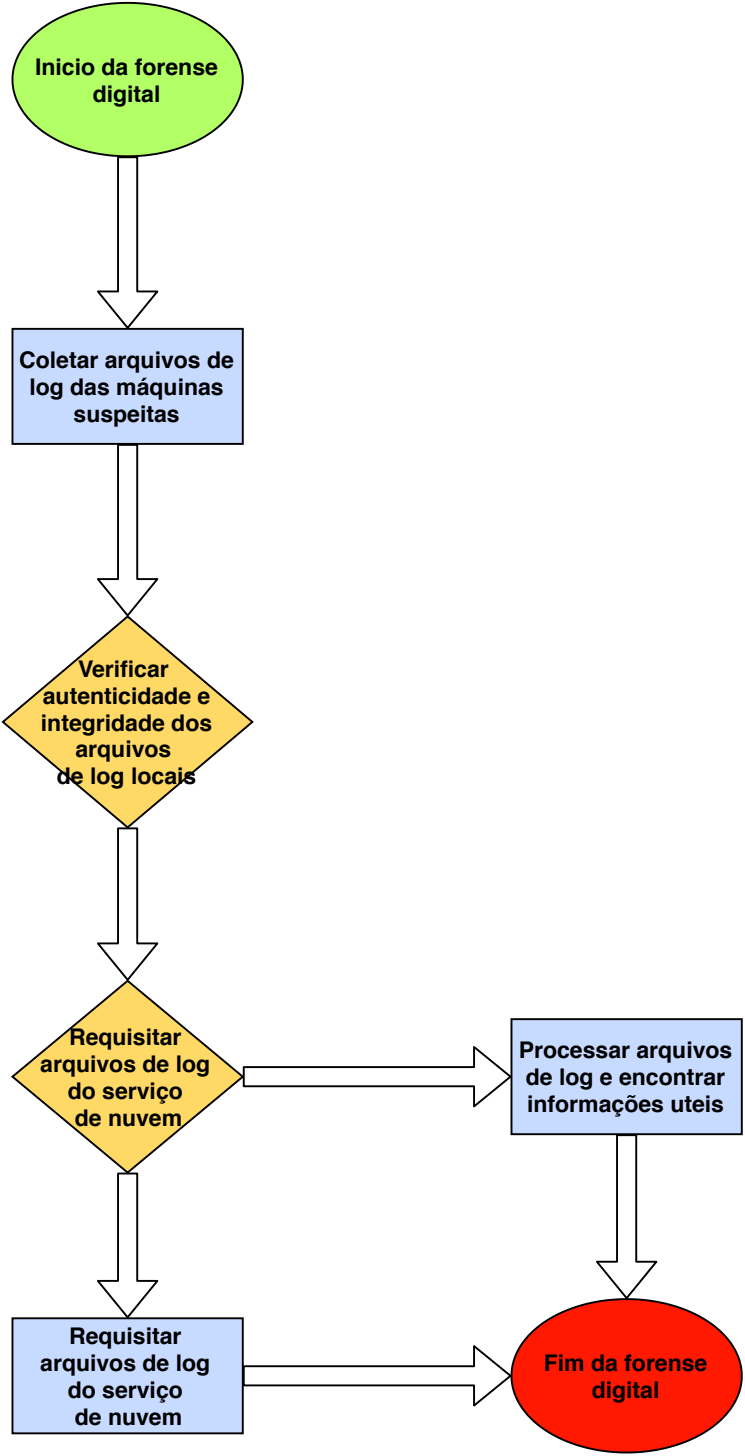 Inicio da forense
digital
Coletar arquivos de
log das máquinas
suspeitas
Verificar
autenticidade e
integridade dos
arquivos
de log locais
Requisitar
arquivos de log
do serviço
de nuvem
Processar arquivos
de log e encontrar
informações uteis
Requisitar
arquivos de log
do serviço
de nuvem
Fim da forense
digital